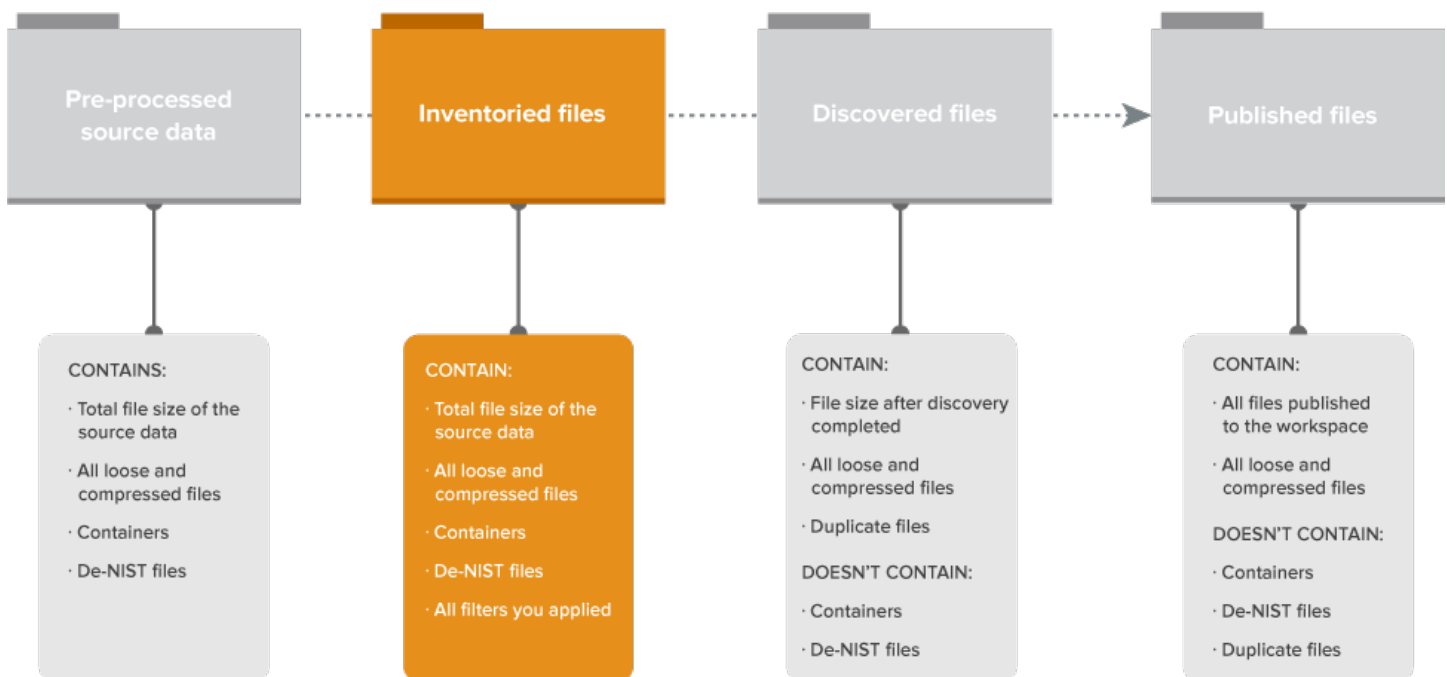 Pre-processed
source data
Inventoried files
Discovered files
Published files
CONTAINS:
· Total file size of the
source data
· All loose and
compressed files
· Containers
· De-NIST files
CONTAIN:
· Total file size of the
source data
· All loose and
compressed files
· Containers
· De-NIST files
· All filters you applied
CONTAIN:
· File size after discovery
completed
· All loose and
compressed files
· Duplicate files
DOESN'T CONTAIN:
· Containers
· De-NIST files
CONTAIN:
· All files published
to the workspace
· All loose and
compressed files
DOESN'T CONTAIN:
· Containers
· De-NIST files
· Duplicate files